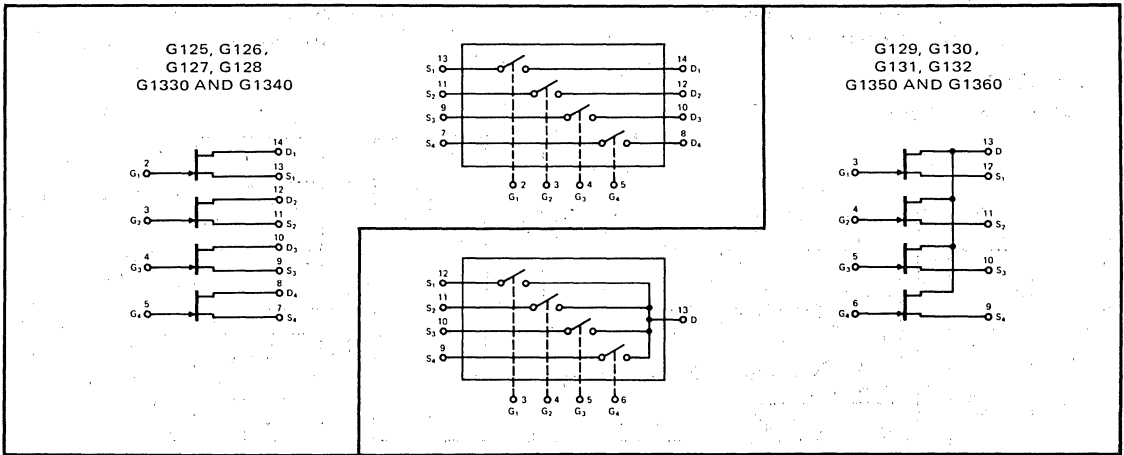 G125, G126,
G127, G128
G1330 AND G1340
14
D₁
2
G₁
13
S₁
12
D₂
3
G₂
11
S₂
10
D₃
4
G₃
9
S₃
8
D₄
5
G₄
7
S₄
13
S₁
14
D₁
11
S₂
12
D₂
9
S₃
10
D₃
7
S₄
8
D₄
2 3 4 5
G₁ G₂ G₃ G₄
12
S₁
11
S₂
13
D
10
S₃
9
S₄
3 4 5 6
G₁ G₂ G₃ G₄
G129, G130,
G131, G132
G1350 AND G1360
13
D
3
G₁
12
S₁
4
G₂
11
S₂
5
G₃
10
S₃
6
G₄
9
S₄